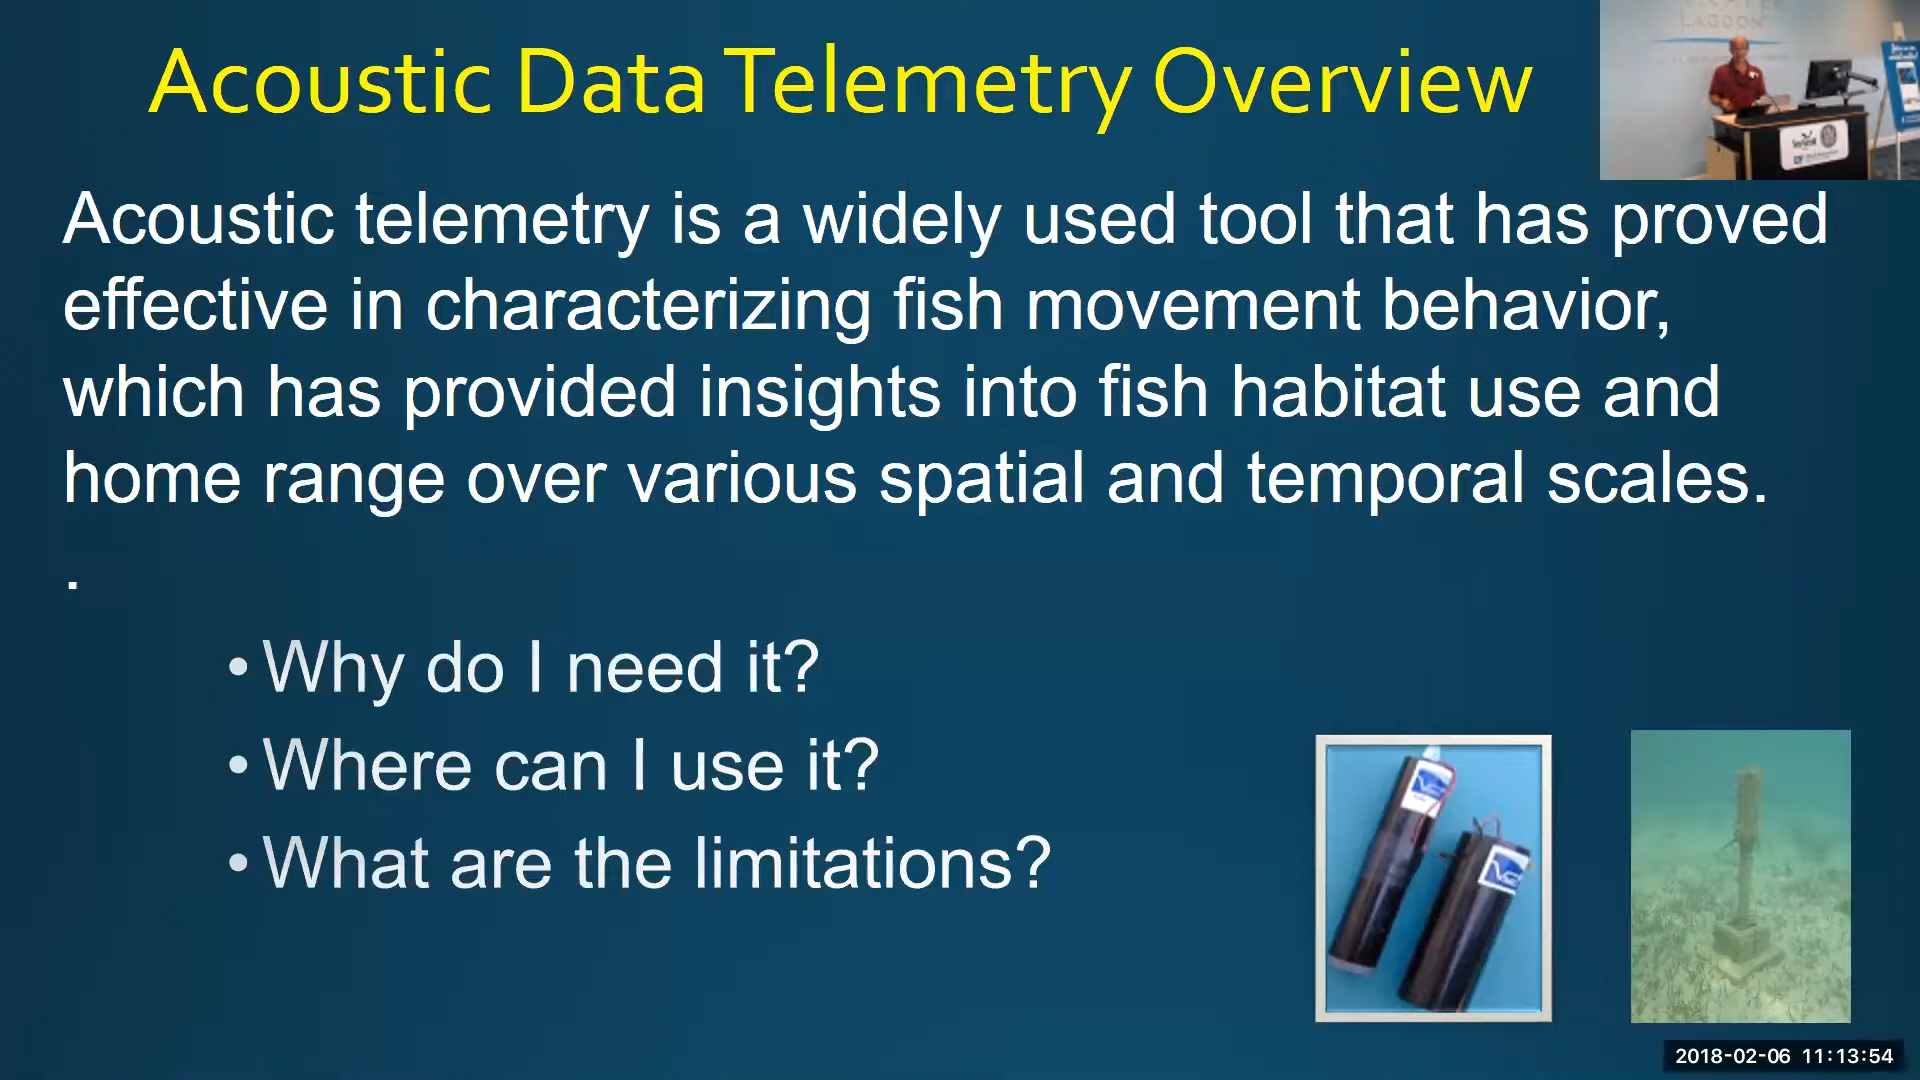 Acoustic Data Telemetry Overview
LAGOON
Acoustic telemetry is a widely used tool that has proved
effective in characterizing fish movement behavior,
which has provided insights into fish habitat use and
home range over various spatial and temporal scales.
.
• Why do I need it?
• Where can I use it?
• What are the limitations?
2018-02-06 11:13:54